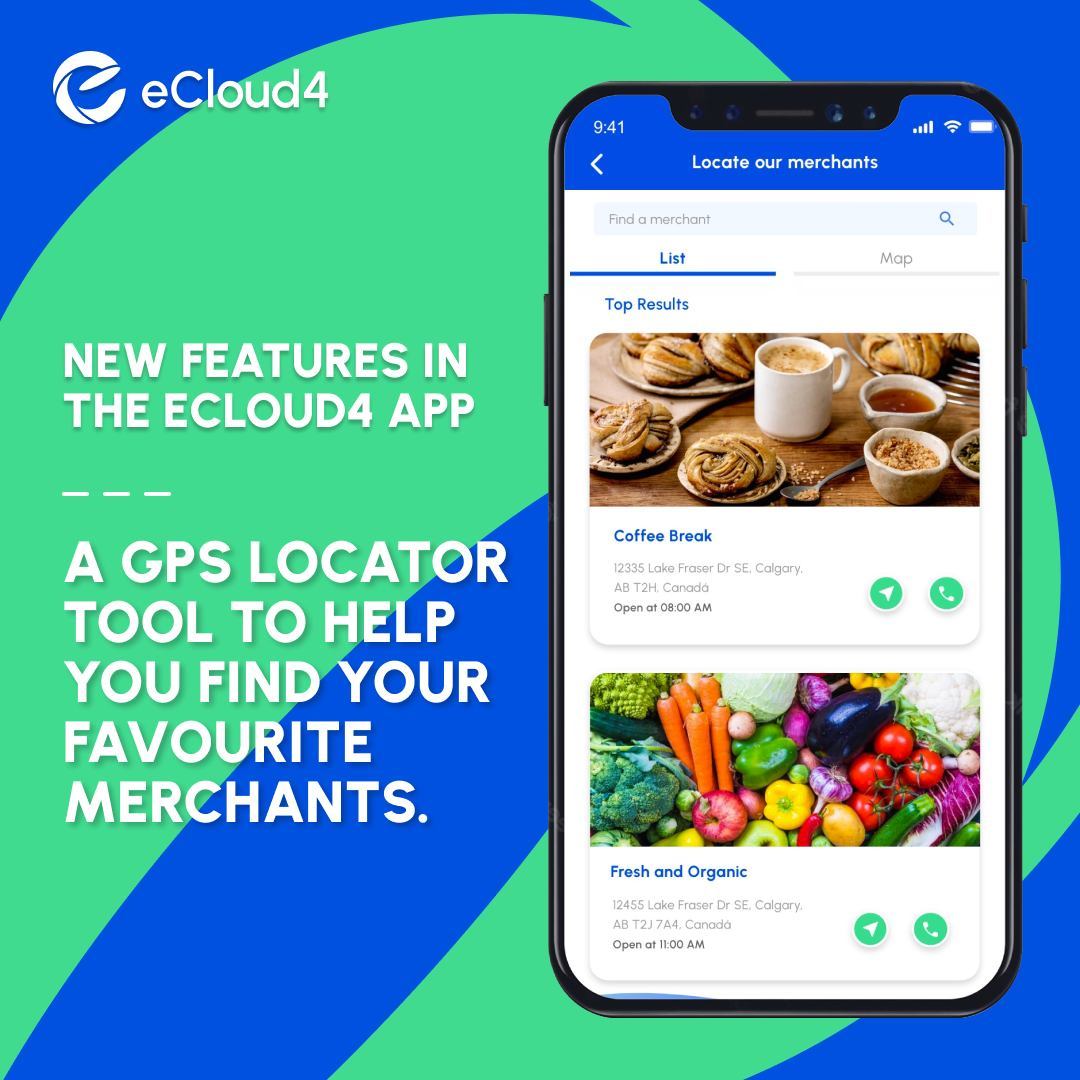 eCloud4
NEW FEATURES IN
THE ECLOUD4 APP
A GPS LOCATOR
TOOL TO HELP
YOU FIND YOUR
FAVOURITE
MERCHANTS.
9:41
Locate our merchants
Find a merchant
List
Map
Top Results
Coffee Break
12335 Lake Fraser Dr SE, Calgary,
AB T2H, Canadá
Open at 08:00 AM
Fresh and Organic
12455 Lake Fraser Dr SE, Calgary,
AB T2J 7A4, Canadá
Open at 11:00 AM